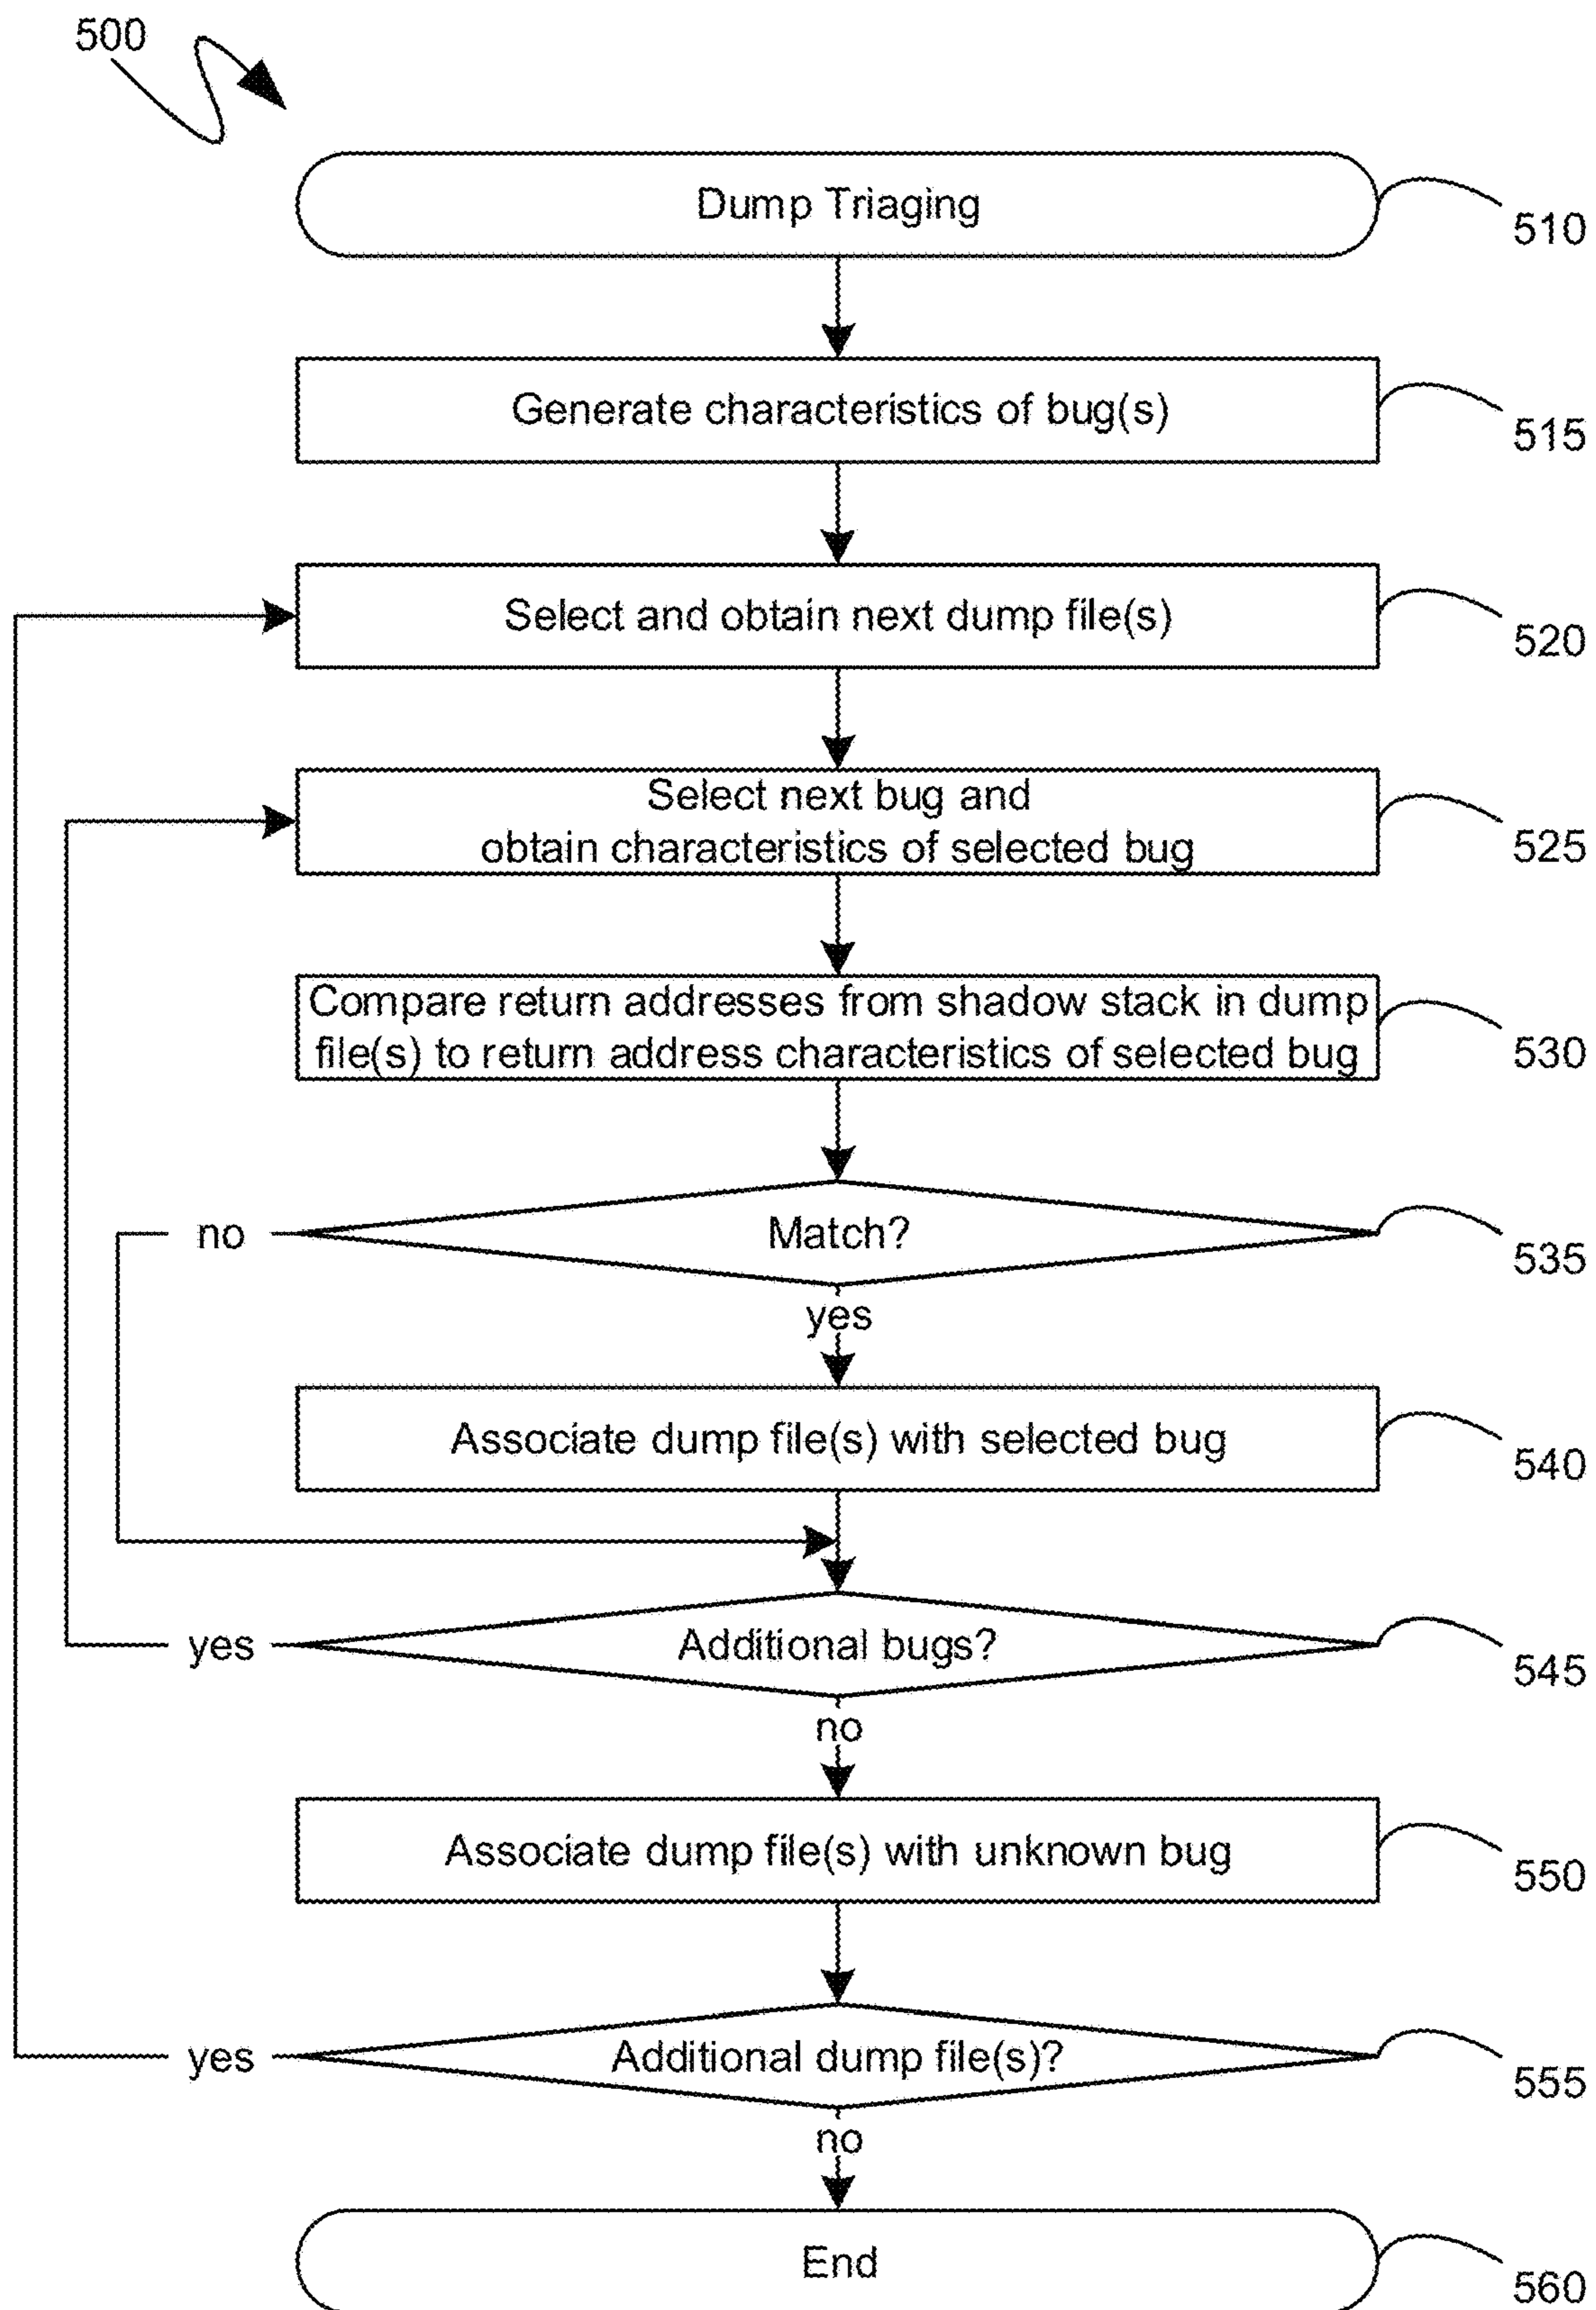 500
Dump Triaging
510
Generate characteristics of bug(s)
515
Select and obtain next dump file(s)
520
Select next bug and
obtain characteristics of selected bug
525
Compare return addresses from shadow stack in dump
file(s) to return address characteristics of selected bug
530
no
Match?
535
yes
Associate dump file(s) with selected bug
540
yes
Additional bugs?
545
no
Associate dump file(s) with unknown bug
550
yes
Additional dump file(s)?
555
no
End
560